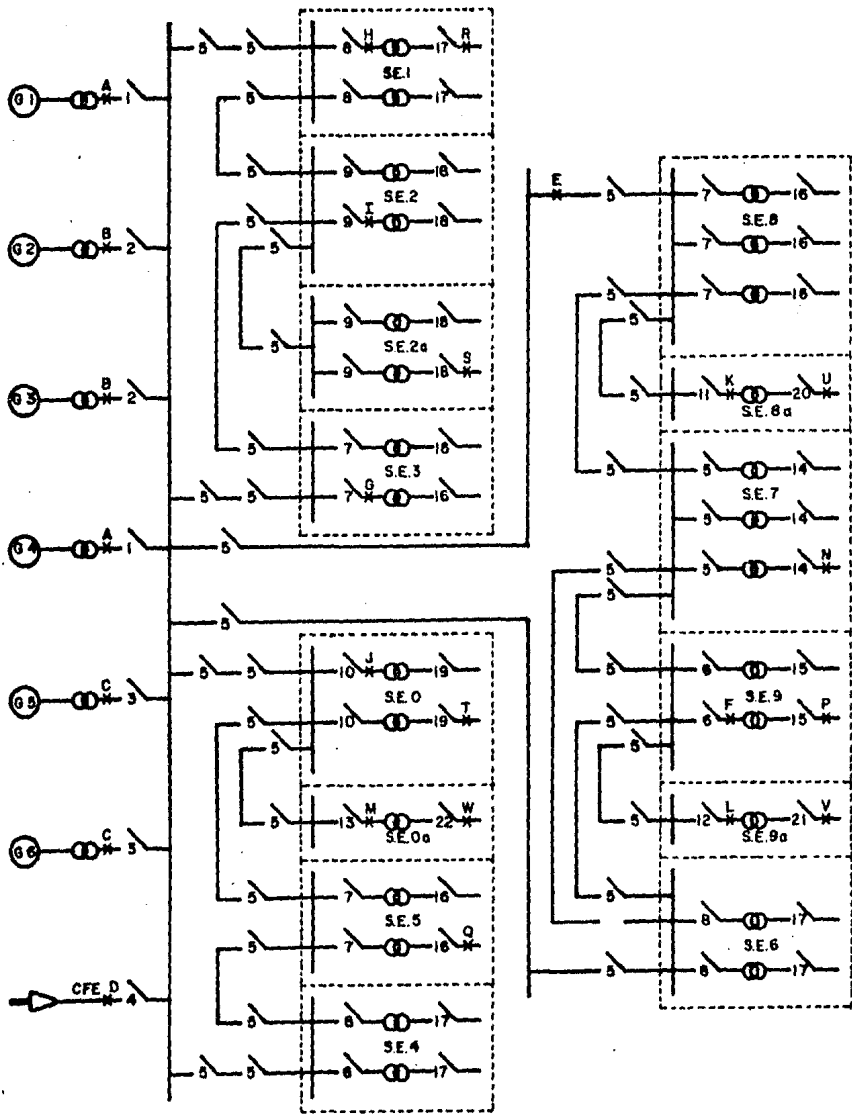 5 5 8 H 17 R
S.E.1
G1 A 1
5 8 17
5 9 18
S.E.2
5 9 I 18
G2 B 2
5
9 18
5
S.E.2a
9 18 S
G3 B 2
5 7 16
S.E.3
5 5 7 G 16
G4 A 1
5
E
5 7 16
S.E.8
7 16
5 7 16
5
5 11 K 20 U
S.E.8a
5 5 14
S.E.7
5 14
5 5 14 N
5
5 6 15
S.E.9
5 6 F 15 P
5
5 12 L 21 V
S.E.9a
5
8 17
S.E.6
5 8 17
5
5 5 10 J 19
S.E.0
G5 C 3
5 10 19 T
5
5 13 M 22 W
S.E.0a
G6 C 3
5 7 16
S.E.5
5 7 16 Q
CFE D 4
5 8 17
S.E.4
5 5 8 17